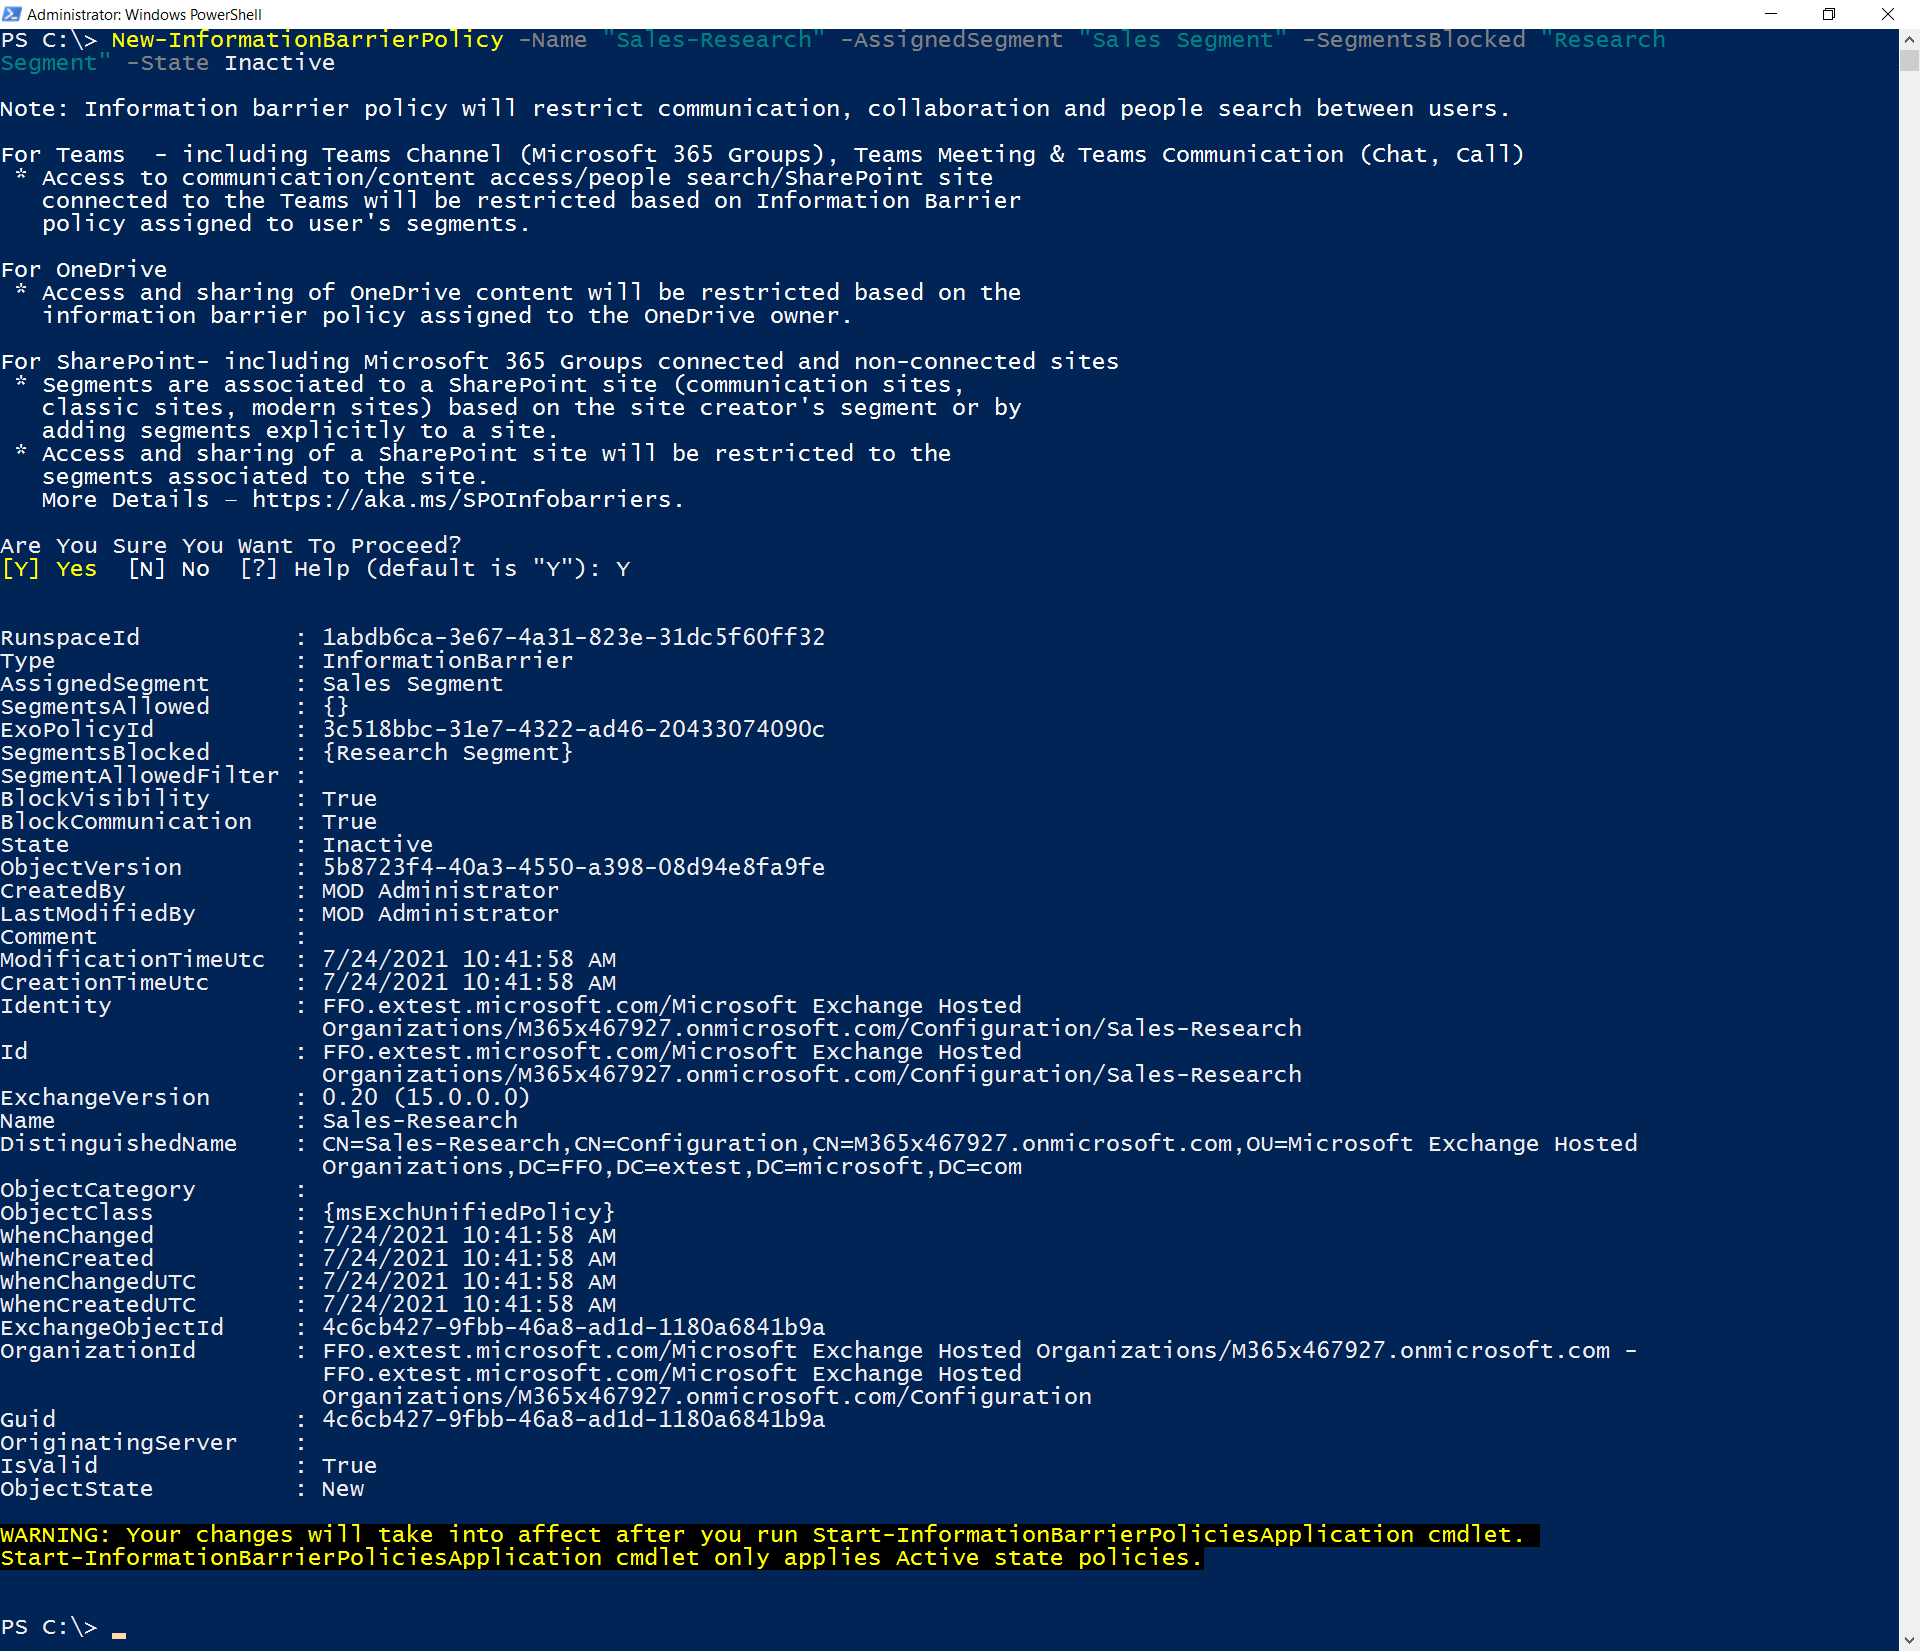 Administrator: Windows PowerShell
PS C:\> New-InformationBarrierPolicy -Name "Sales-Research" -AssignedSegment "Sales Segment" -SegmentsBlocked "Research
Segment" -State Inactive
Note: Information barrier policy will restrict communication, collaboration and people search between users.
For Teams  - including Teams Channel (Microsoft 365 Groups), Teams Meeting & Teams Communication (Chat, Call)
* Access to communication/content access/people search/SharePoint site
connected to the Teams will be restricted based on Information Barrier
policy assigned to user's segments.
For OneDrive
* Access and sharing of OneDrive content will be restricted based on the
information barrier policy assigned to the OneDrive owner.
For SharePoint- including Microsoft 365 Groups connected and non-connected sites
* Segments are associated to a SharePoint site (communication sites,
classic sites, modern sites) based on the site creator's segment or by
adding segments explicitly to a site.
* Access and sharing of a SharePoint site will be restricted to the
segments associated to the site.
More Details – https://aka.ms/SPOInfobarriers.
Are You Sure You Want To Proceed?
[Y] Yes  [N] No  [?] Help (default is "Y"): Y
RunspaceId : 1abdb6ca-3e67-4a31-823e-31dc5f60ff32
Type : InformationBarrier
AssignedSegment : Sales Segment
SegmentsAllowed : {}
ExoPolicyId : 3c518bbc-31e7-4322-ad46-20433074090c
SegmentsBlocked : {Research Segment}
SegmentAllowedFilter :
BlockVisibility : True
BlockCommunication : True
State : Inactive
ObjectVersion : 5b8723f4-40a3-4550-a398-08d94e8fa9fe
CreatedBy : MOD Administrator
LastModifiedBy : MOD Administrator
Comment :
ModificationTimeUtc : 7/24/2021 10:41:58 AM
CreationTimeUtc : 7/24/2021 10:41:58 AM
Identity : FFO.extest.microsoft.com/Microsoft Exchange Hosted
Organizations/M365x467927.onmicrosoft.com/Configuration/Sales-Research
Id : FFO.extest.microsoft.com/Microsoft Exchange Hosted
Organizations/M365x467927.onmicrosoft.com/Configuration/Sales-Research
ExchangeVersion : 0.20 (15.0.0.0)
Name : Sales-Research
DistinguishedName : CN=Sales-Research,CN=Configuration,CN=M365x467927.onmicrosoft.com,OU=Microsoft Exchange Hosted
Organizations,DC=FFO,DC=extest,DC=microsoft,DC=com
ObjectCategory :
ObjectClass : {msExchUnifiedPolicy}
WhenChanged : 7/24/2021 10:41:58 AM
WhenCreated : 7/24/2021 10:41:58 AM
WhenChangedUTC : 7/24/2021 10:41:58 AM
WhenCreatedUTC : 7/24/2021 10:41:58 AM
ExchangeObjectId : 4c6cb427-9fbb-46a8-ad1d-1180a6841b9a
OrganizationId : FFO.extest.microsoft.com/Microsoft Exchange Hosted Organizations/M365x467927.onmicrosoft.com -
FFO.extest.microsoft.com/Microsoft Exchange Hosted
Organizations/M365x467927.onmicrosoft.com/Configuration
Guid : 4c6cb427-9fbb-46a8-ad1d-1180a6841b9a
OriginatingServer :
IsValid : True
ObjectState : New
WARNING: Your changes will take into affect after you run Start-InformationBarrierPoliciesApplication cmdlet.
Start-InformationBarrierPoliciesApplication cmdlet only applies Active state policies.
PS C:\> _